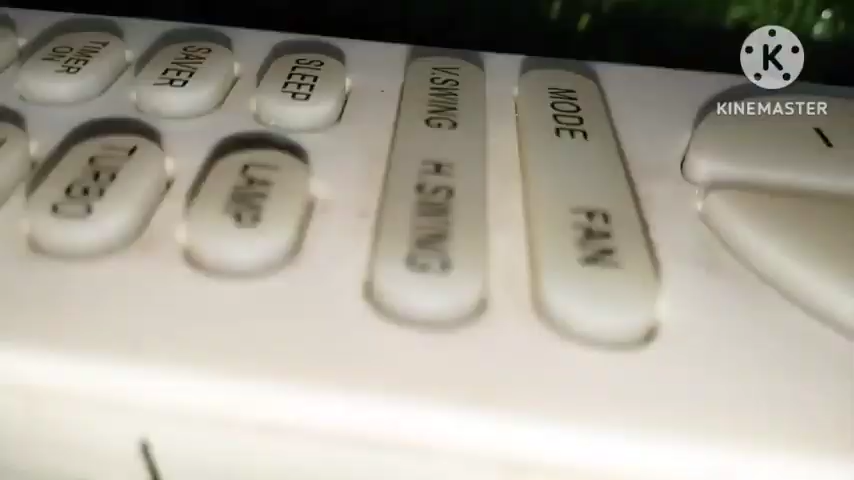 TIMER
ON
SAVER
SLEEP
V.SWING
H.SWING
MODE
FAN
TURBO
LAMP
-
K
KINEMASTER